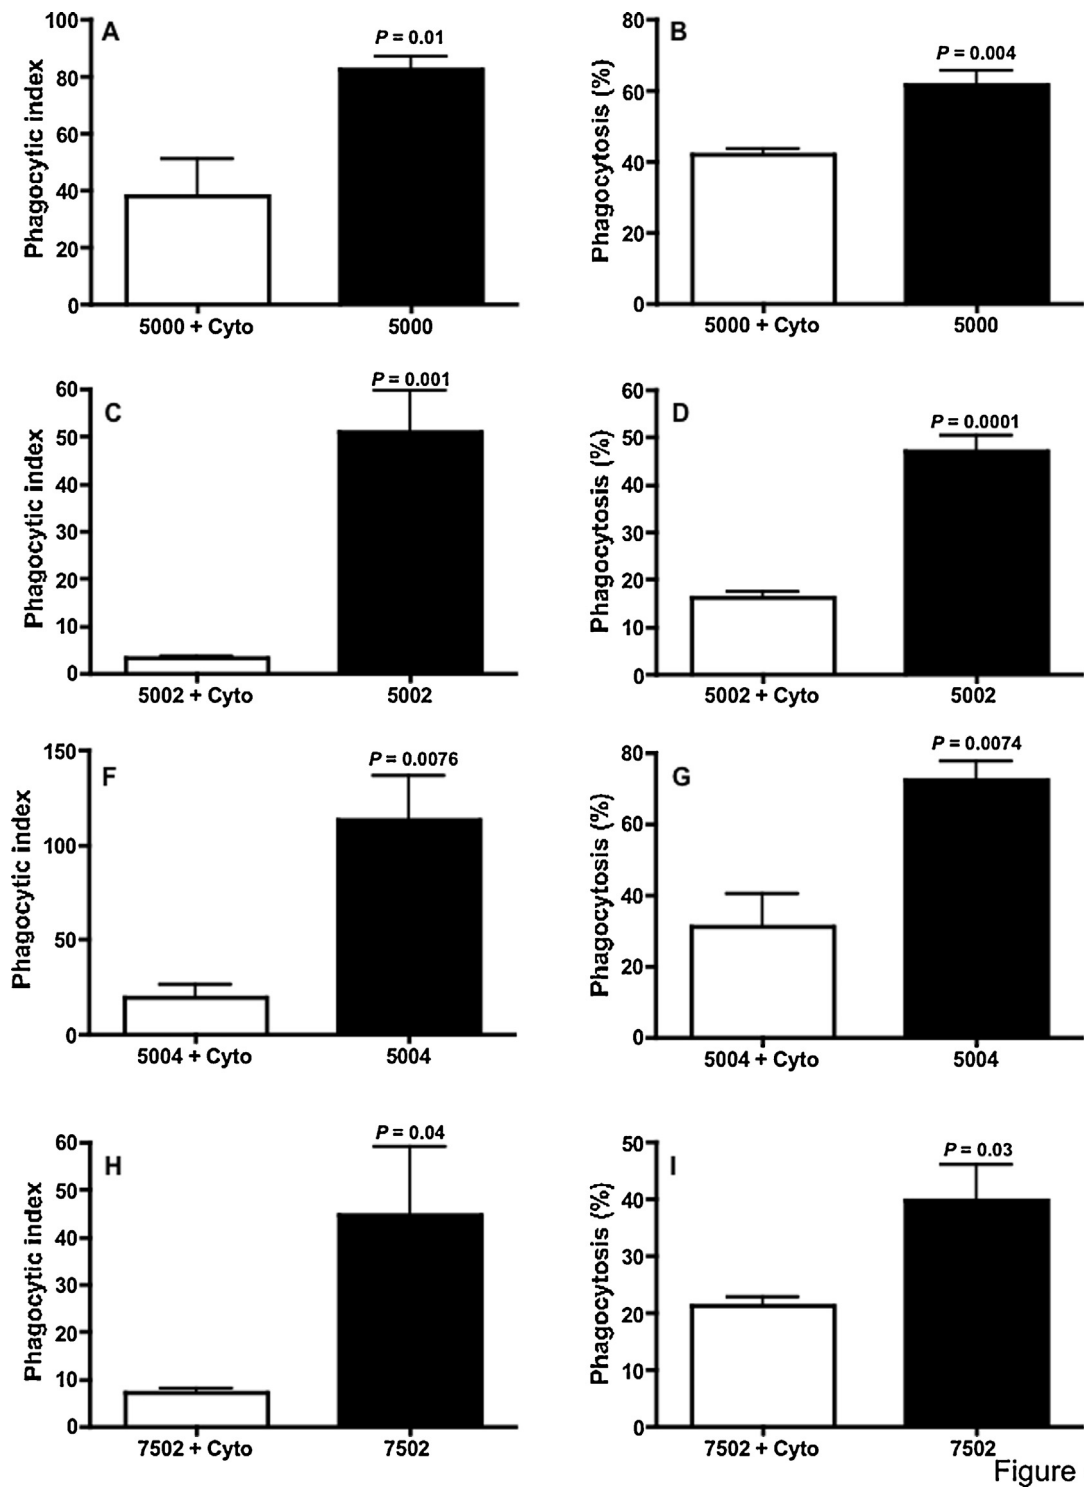 A
P = 0.01
Phagocytic index
100
80
60
40
20
0
5000 + Cyto
5000
B
P = 0.004
Phagocytosis (%)
80
60
40
20
0
5000 + Cyto
5000
C
P = 0.001
Phagocytic index
60
50
40
30
20
10
0
5002 + Cyto
5002
D
P = 0.0001
Phagocytosis (%)
60
50
40
30
20
10
0
5002 + Cyto
5002
F
P = 0.0076
Phagocytic index
150
100
50
0
5004 + Cyto
5004
G
P = 0.0074
Phagocytosis (%)
80
60
40
20
0
5004 + Cyto
5004
H
P = 0.04
Phagocytic index
60
50
40
30
20
10
0
7502 + Cyto
7502
I
P = 0.03
Phagocytosis (%)
50
40
30
20
10
0
7502 + Cyto
7502
Figure